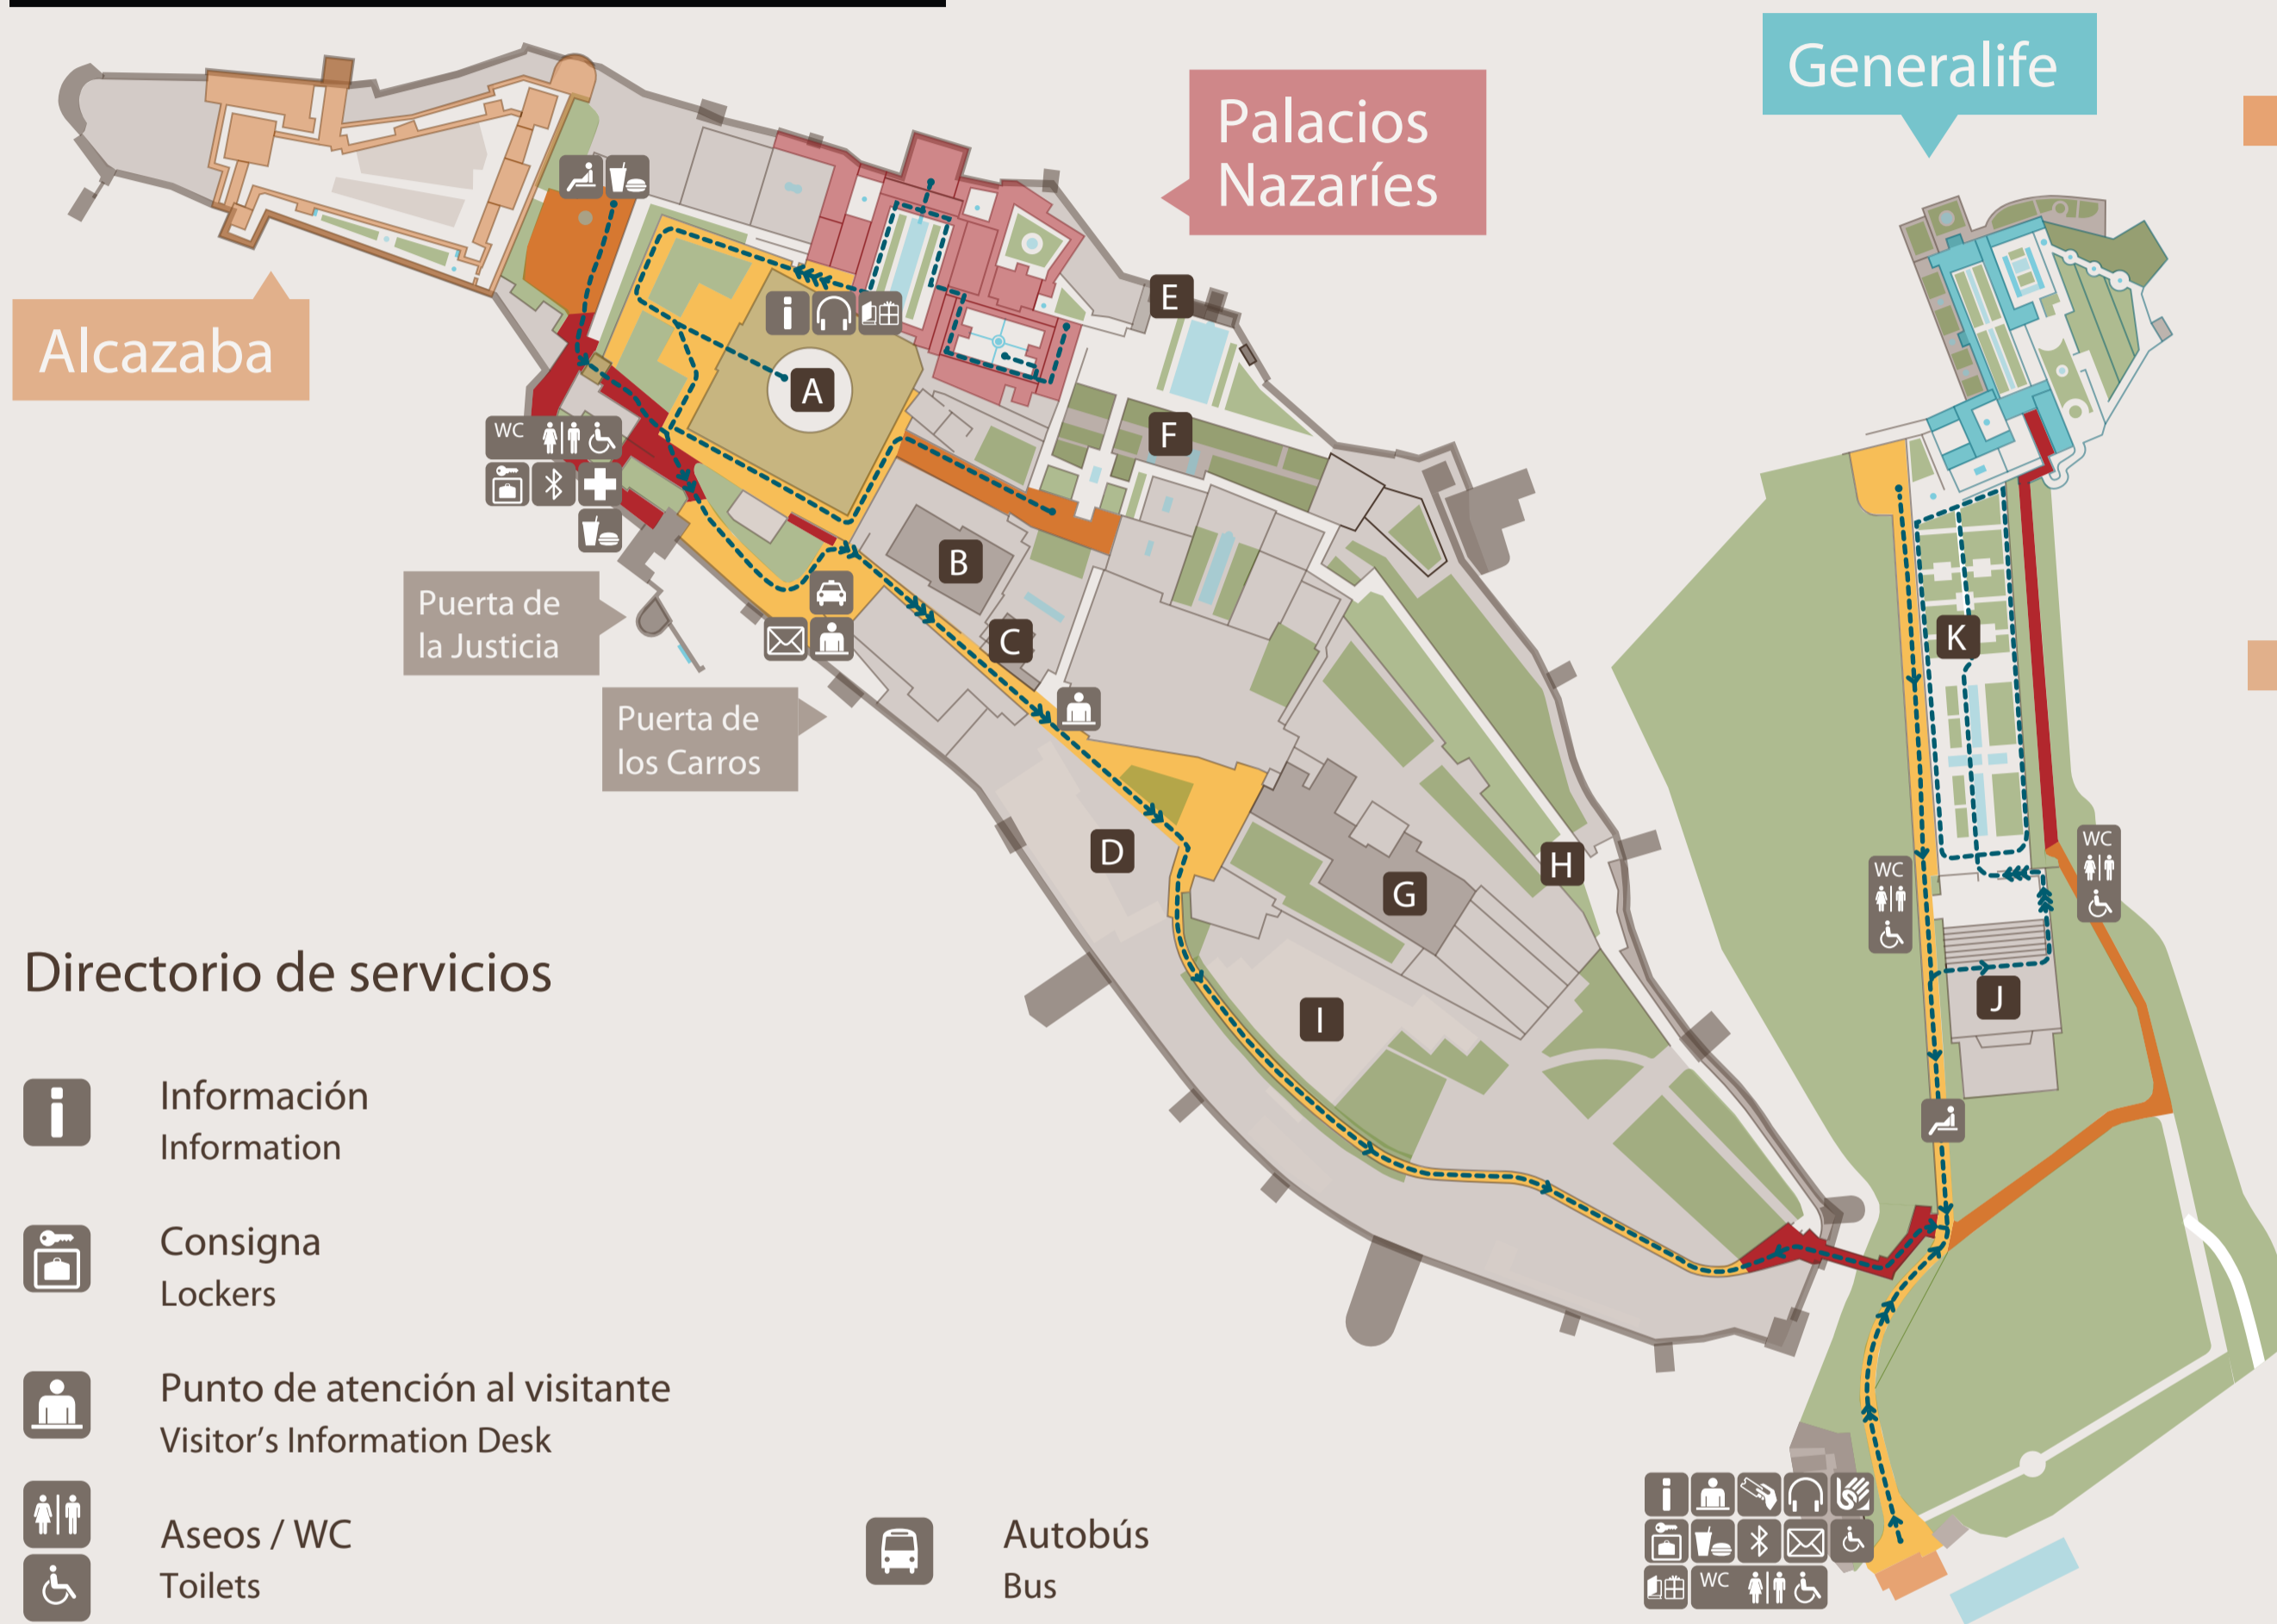 Generalife
Palacios
Nazaríes
Alcazaba
E
A
F
WC
B
Puerta de
la Justicia
C
K
Puerta de
los Carros
D
H
G
WC
WC
I
J
Directorio de servicios
Información
Information
Consigna
Lockers
Punto de atención al visitante
Visitor’s Information Desk
Aseos / WC
Toilets
Autobús
Bus
WC